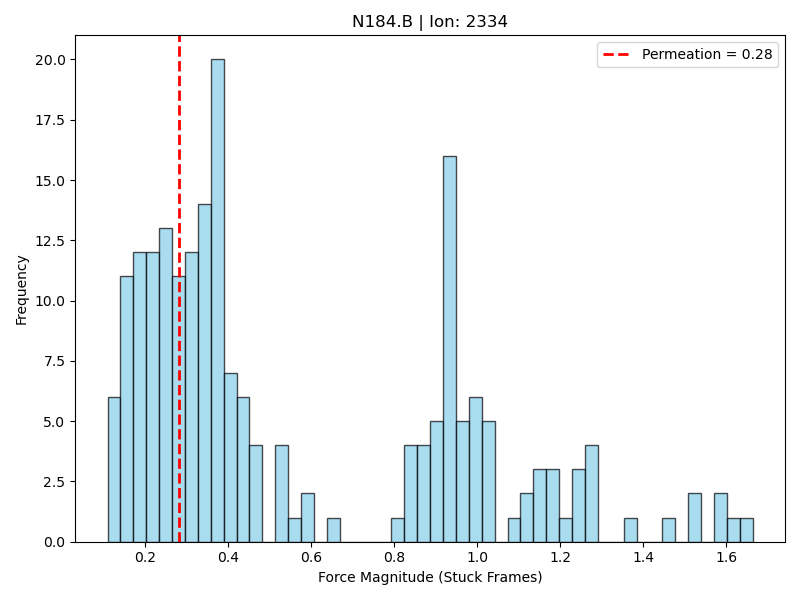 N184.B | Ion: 2334
Permeation = 0.28
20.0
17.5
15.0
12.5
10.0
7.5
5.0
2.5
0.0
Frequency
0.2 0.4 0.6 0.8 1.0 1.2 1.4 1.6
Force Magnitude (Stuck Frames)